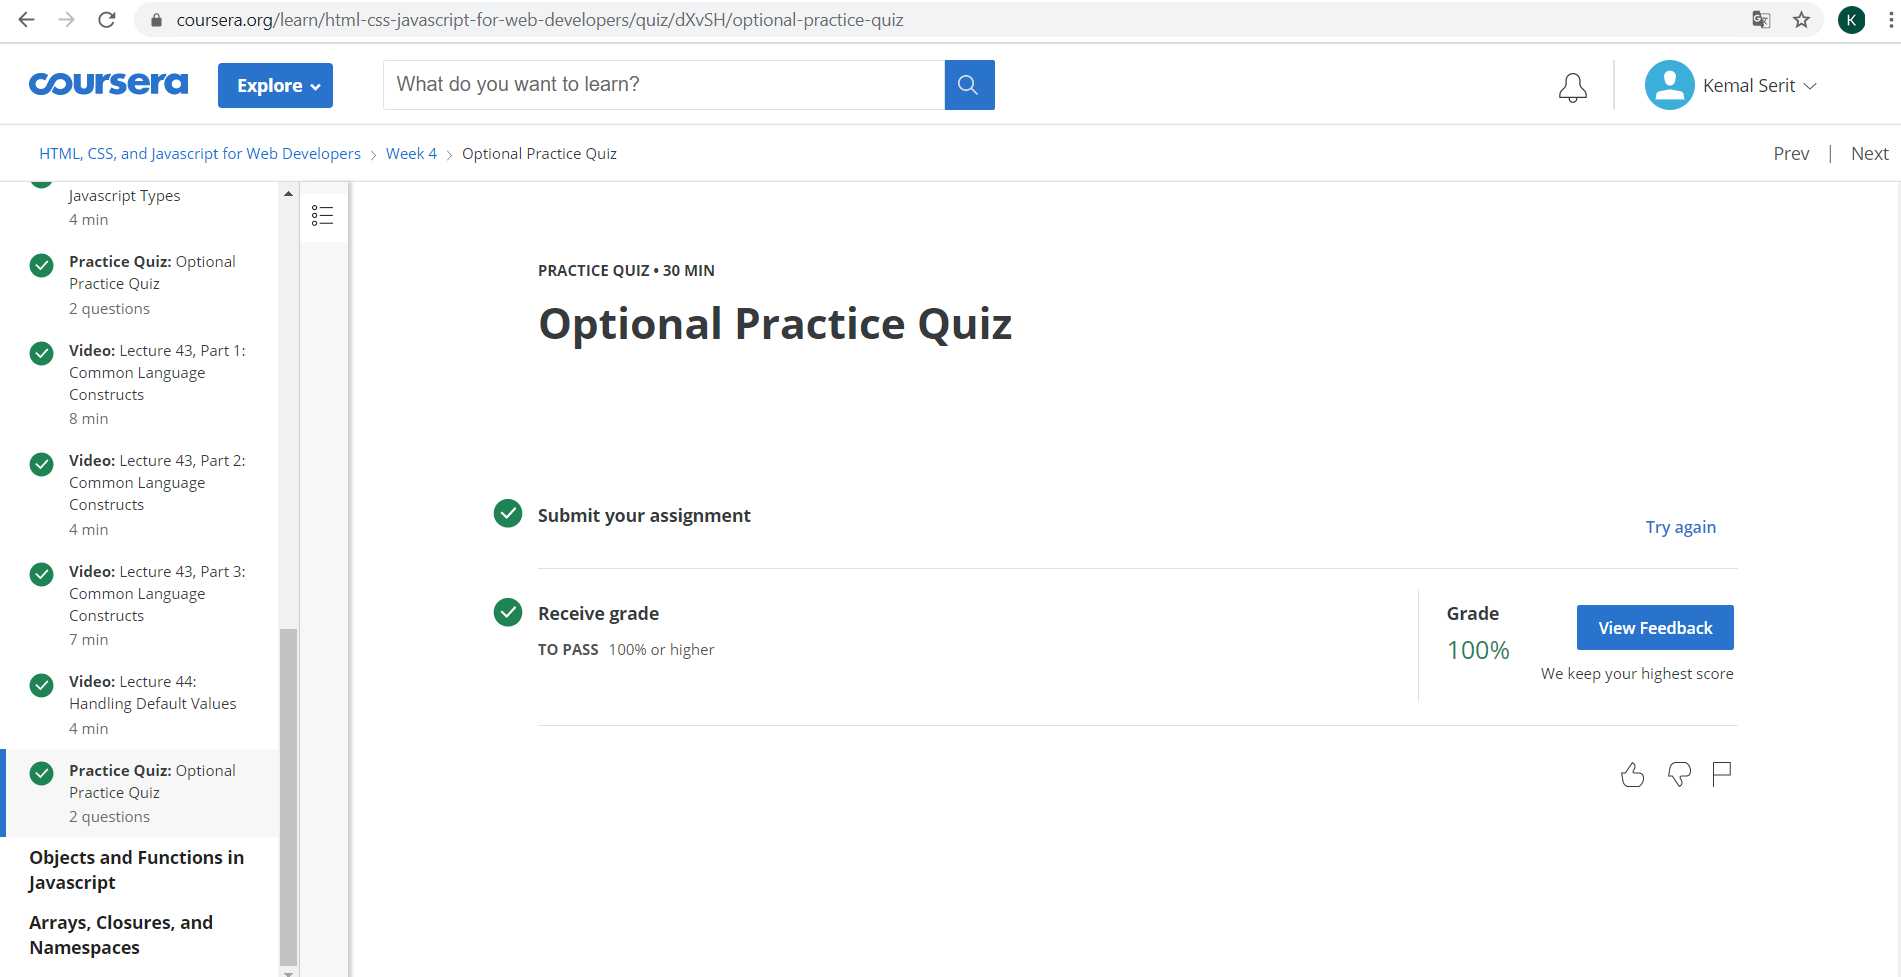 coursera.org/learn/html-css-javascript-for-web-developers/quiz/dXvSH/optional-practice-quiz
K
coursera
Explore
What do you want to learn?
Kemal Serit
HTML, CSS, and Javascript for Web Developers > Week 4 > Optional Practice Quiz
Prev | Next
Javascript Types
4 min
Practice Quiz: Optional
Practice Quiz
2 questions
Video: Lecture 43, Part 1:
Common Language
Constructs
8 min
Video: Lecture 43, Part 2:
Common Language
Constructs
4 min
Video: Lecture 43, Part 3:
Common Language
Constructs
7 min
Video: Lecture 44:
Handling Default Values
4 min
Practice Quiz: Optional
Practice Quiz
2 questions
Objects and Functions in
Javascript
Arrays, Closures, and
Namespaces
PRACTICE QUIZ • 30 MIN
Optional Practice Quiz
Submit your assignment
Try again
Receive grade
TO PASS 100% or higher
Grade
100%
View Feedback
We keep your highest score